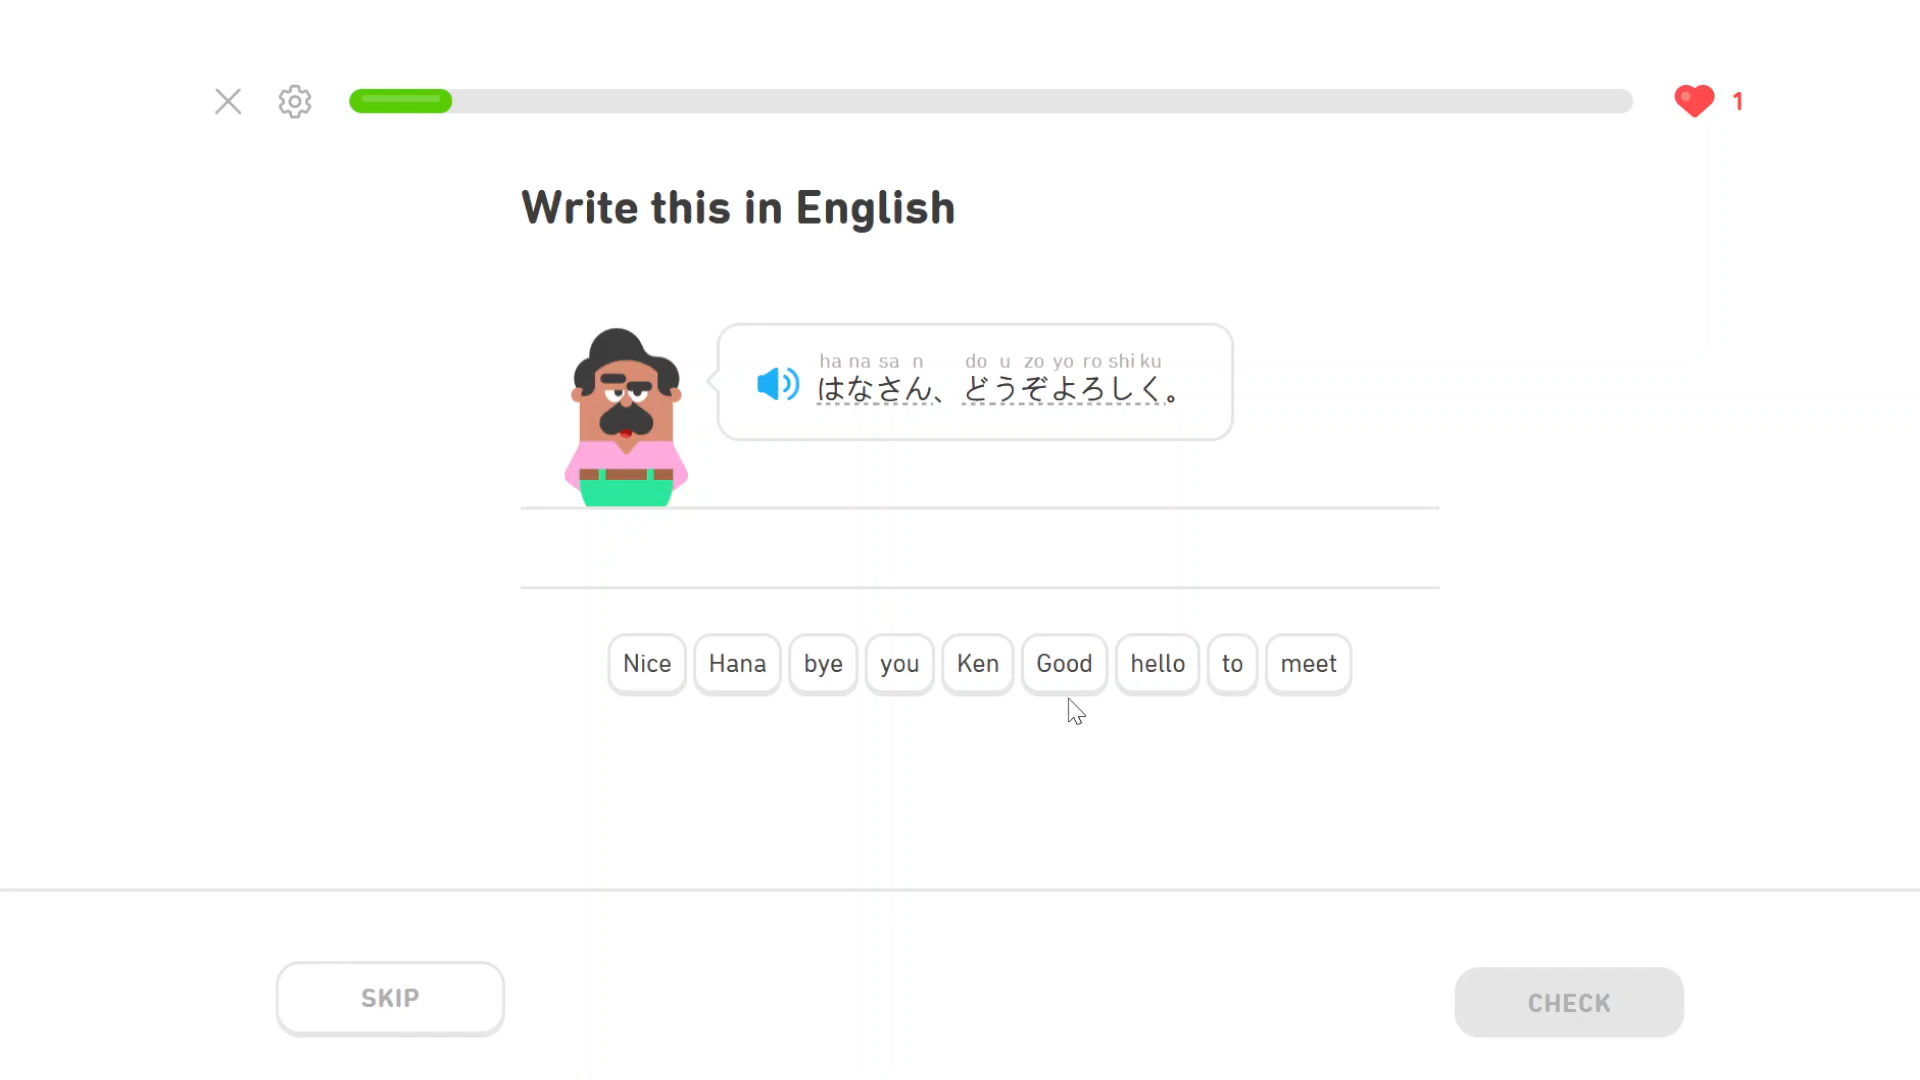 1
Write this in English
ha na sa n do u zo yo ro shi ku
はなさん、どうぞよろしく。
Nice Hana bye you Ken Good hello to meet
SKIP CHECK